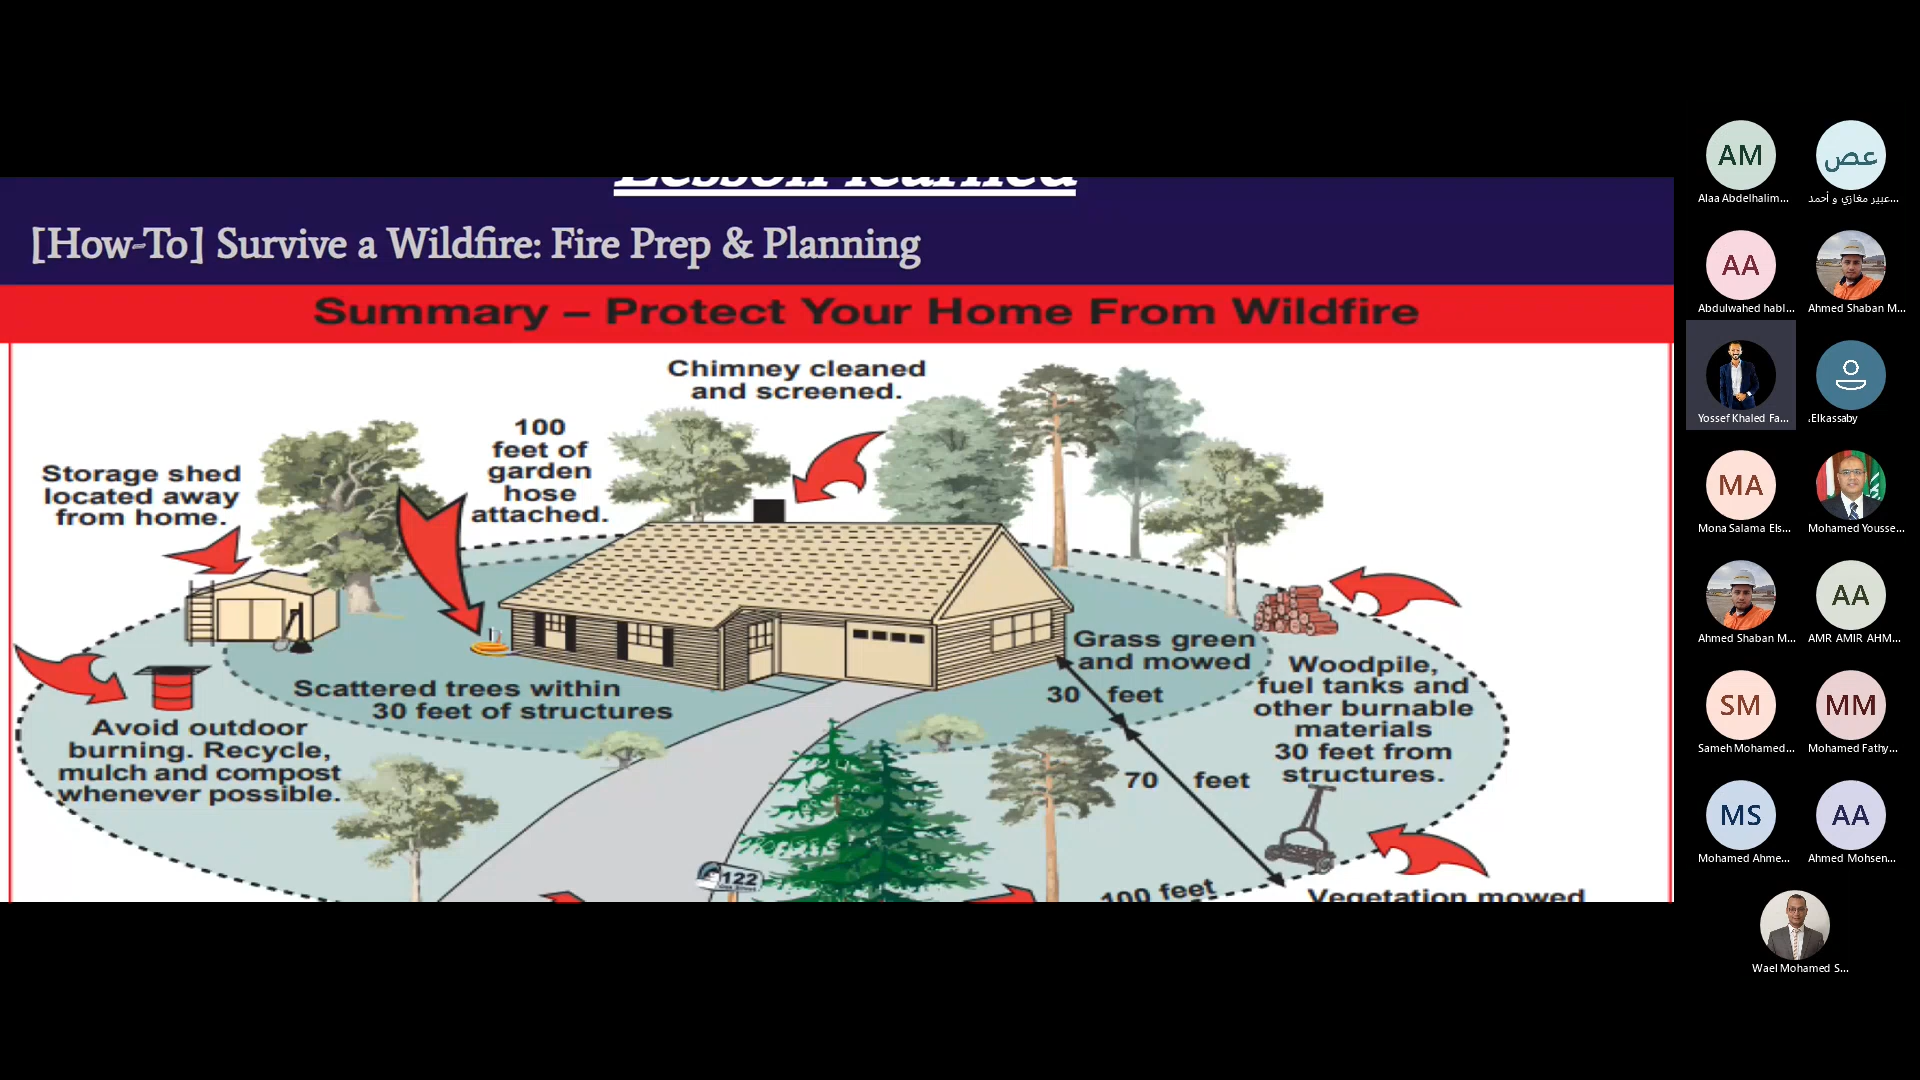 Lesson learned
[How-To] Survive a Wildfire: Fire Prep & Planning
Summary – Protect Your Home From Wildfire
Chimney cleaned
and screened.
100
feet of
garden
hose
attached.
Storage shed
located away
from home.
Grass green
and mowed
30 feet
Scattered trees within
30 feet of structures
Woodpile,
fuel tanks and
other burnable
materials
30 feet from
structures.
Avoid outdoor
burning. Recycle,
mulch and compost
whenever possible.
70 feet
122
100 feet
Vegetation mowed
AM
Alaa Abdelhalim...
عص
عبير مغازي و أحمد...
AA
Abdulwahed habl...
Ahmed Shaban M...
Yossef Khaled Fa...
.Elkassaby
MA
Mona Salama Els...
Mohamed Yousse...
Ahmed Shaban M...
AA
AMR AMIR AHM...
SM
Sameh Mohamed...
MM
Mohamed Fathy...
MS
Mohamed Ahme...
AA
Ahmed Mohsen...
Wael Mohamed S...